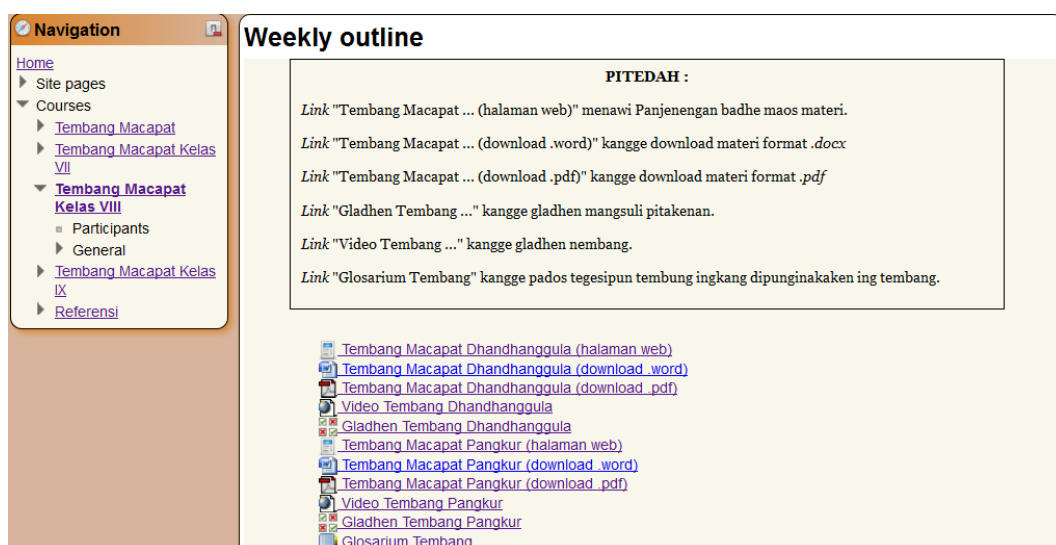 Navigation
Home
Site pages
Courses
Tembang Macapat
Tembang Macapat Kelas
VII
Tembang Macapat
Kelas VIII
Participants
General
Tembang Macapat Kelas
IX
Referensi
Weekly outline
PITEDAH :
Link "Tembang Macapat ... (halaman web)" menawi Panjenengan badhe maos materi.
Link "Tembang Macapat ... (download .word)" kangge download materi format .docx
Link "Tembang Macapat ... (download .pdf)" kangge download materi format .pdf
Link "Gladhen Tembang ..." kangge gladhen mangsuli pitakenan.
Link "Video Tembang ..." kangge gladhen nembang.
Link "Glosarium Tembang" kangge pados tegesipun tembung ingkang dipunginakaken ing tembang.
Tembang Macapat Dhandhanggula (halaman web)
Tembang Macapat Dhandhanggula (download .word)
Tembang Macapat Dhandhanggula (download .pdf)
Video Tembang Dhandhanggula
Gladhen Tembang Dhandhanggula
Tembang Macapat Pangkur (halaman web)
Tembang Macapat Pangkur (download .word)
Tembang Macapat Pangkur (download .pdf)
Video Tembang Pangkur
Gladhen Tembang Pangkur
Glosarium Tembang